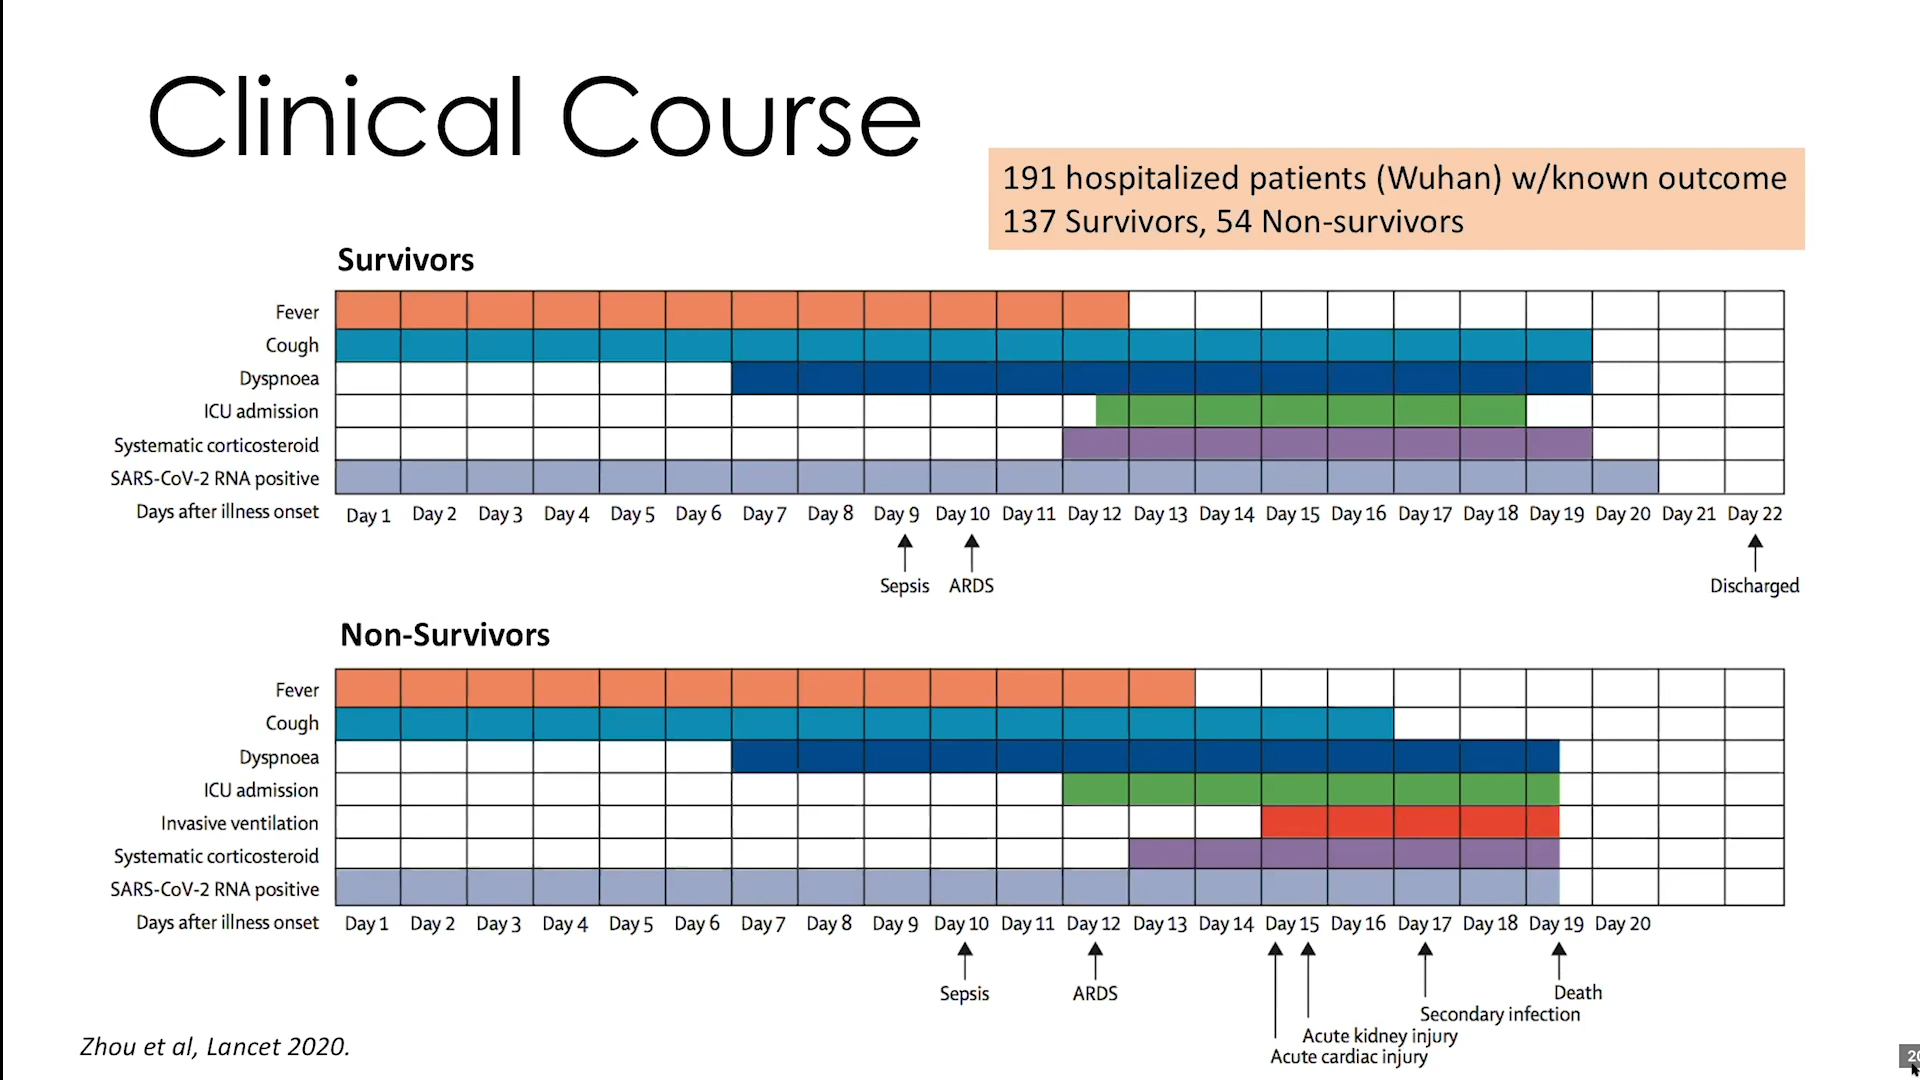 Clinical Course
191 hospitalized patients (Wuhan) w/known outcome
137 Survivors, 54 Non-survivors
Survivors
Fever
Cough
Dyspnoea
ICU admission
Systematic corticosteroid
SARS-CoV-2 RNA positive
Days after illness onset Day 1 Day 2 Day 3 Day 4 Day 5 Day 6 Day 7 Day 8 Day 9 Day 10 Day 11 Day 12 Day 13 Day 14 Day 15 Day 16 Day 17 Day 18 Day 19 Day 20 Day 21 Day 22
Sepsis ARDS Discharged
Non-Survivors
Fever
Cough
Dyspnoea
ICU admission
Invasive ventilation
Systematic corticosteroid
SARS-CoV-2 RNA positive
Days after illness onset Day 1 Day 2 Day 3 Day 4 Day 5 Day 6 Day 7 Day 8 Day 9 Day 10 Day 11 Day 12 Day 13 Day 14 Day 15 Day 16 Day 17 Day 18 Day 19 Day 20
Sepsis ARDS Death
Secondary infection
Acute kidney injury
Acute cardiac injury
Zhou et al, Lancet 2020.